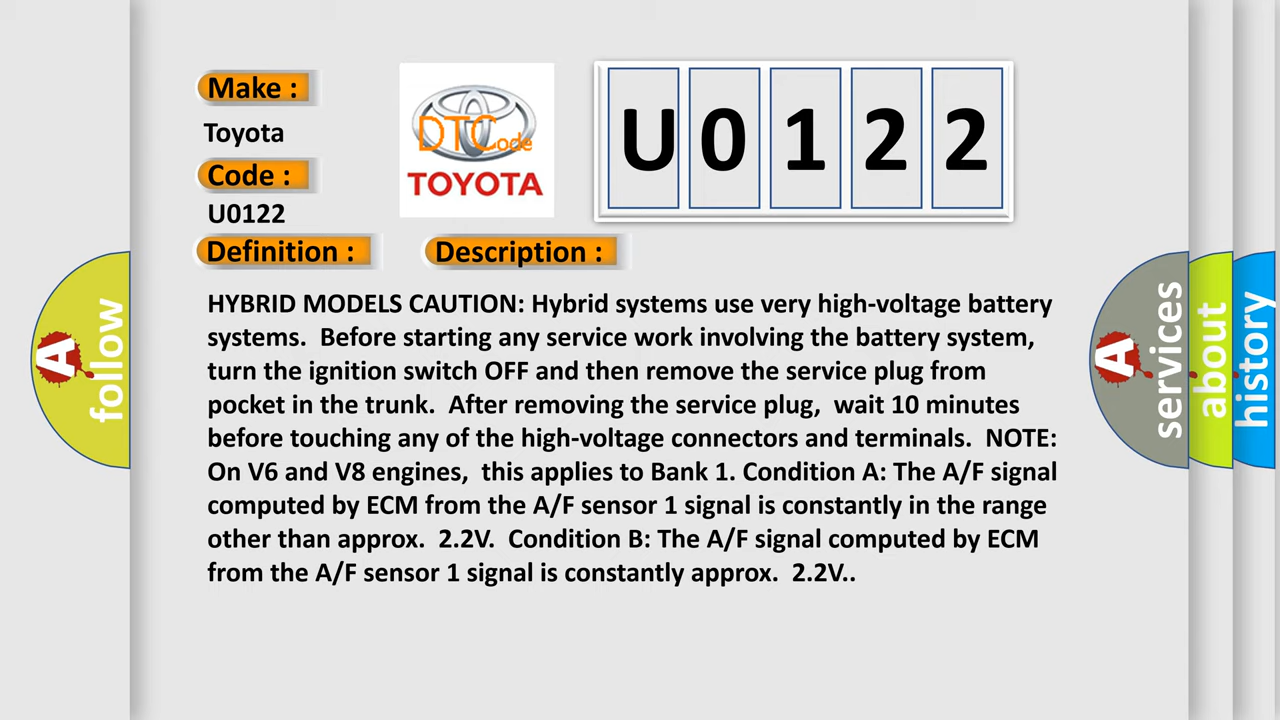 Make :
Toyota
Code :
U0122
Definition :
Description :
DTCode
TOYOTA
U0122
HYBRID MODELS CAUTION: Hybrid systems use very high-voltage battery
systems. Before starting any service work involving the battery system,
turn the ignition switch OFF and then remove the service plug from
pocket in the trunk. After removing the service plug, wait 10 minutes
before touching any of the high-voltage connectors and terminals. NOTE:
On V6 and V8 engines, this applies to Bank 1. Condition A: The A/F signal
computed by ECM from the A/F sensor 1 signal is constantly in the range
other than approx. 2.2V. Condition B: The A/F signal computed by ECM
from the A/F sensor 1 signal is constantly approx. 2.2V..
A follow
A services
about
history